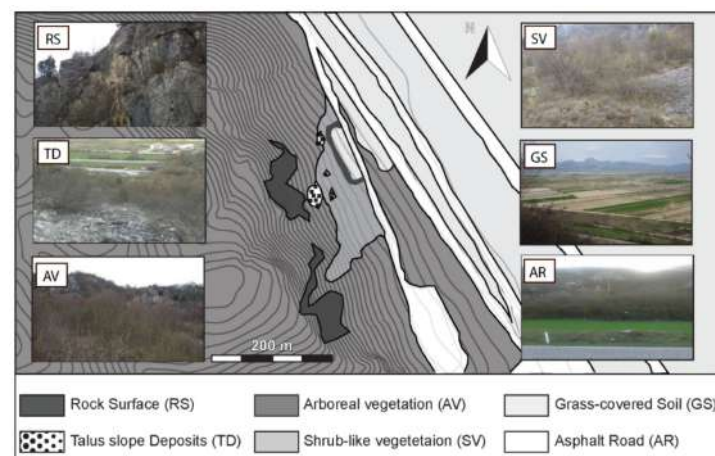 RS
SV
N
TD
GS
AV
AR
200 m
Rock Surface (RS)
Arboreal vegetation (AV)
Grass-covered Soil (GS)
Talus slope Deposits (TD)
Shrub-like vegetetaion (SV)
Asphalt Road (AR)